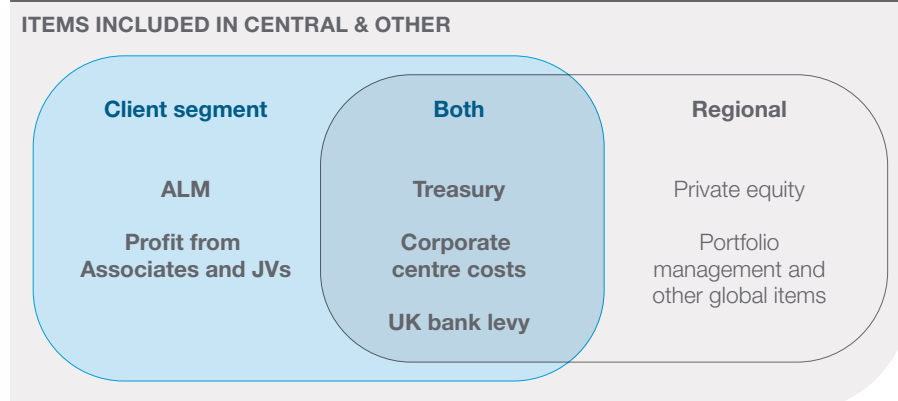 ITEMS INCLUDED IN CENTRAL & OTHER
Client segment
ALM
Profit from
Associates and JVs
Both
Treasury
Corporate
centre costs
UK bank levy
Regional
Private equity
Portfolio
management and
other global items